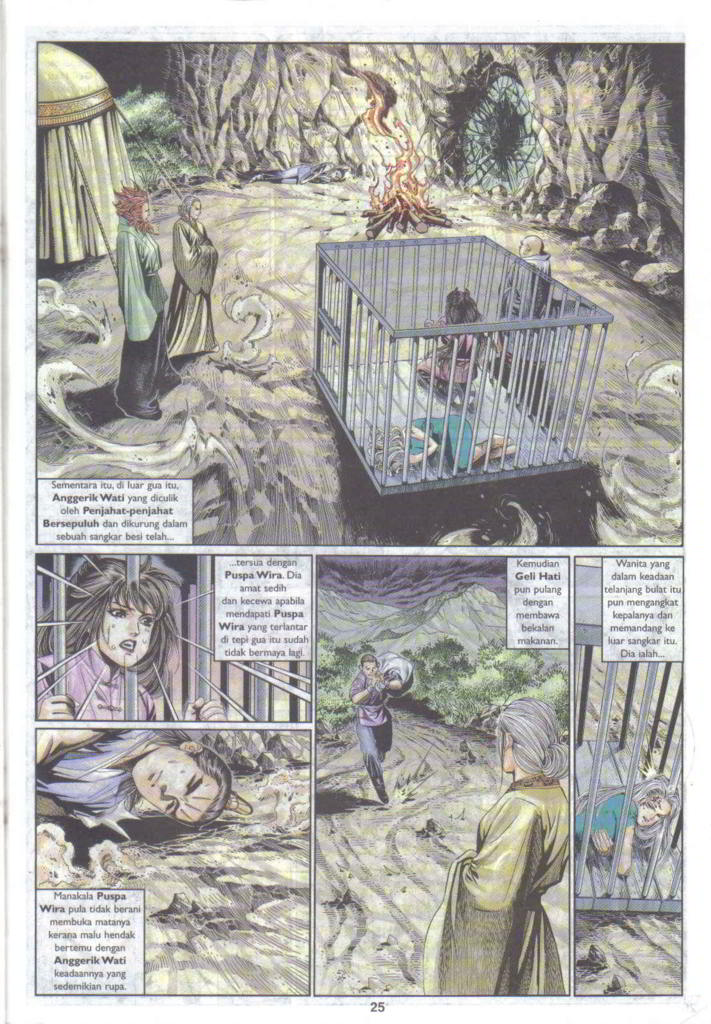 Sementara itu, di luar gua itu,
Anggerik Wati yang diculik
oleh Penjahat-penjahat
Bersepuluh dan dikurung dalam
sebuah sangkar besi telah...
...tersua dengan
Puspa Wira. Dia
amat sedih
dan kecewa apabila
mendapati Puspa
Wira yang terlantar
di tepi gua itu sudah
tidak bermaya lagi.
Manakala Puspa
Wira pula tidak berani
membuka matanya
kerana malu hendak
bertemu dengan
Anggerik Wati
keadaannya yang
sedemikian rupa.
Kemudian
Geli Hati
pun pulang
dengan
membawa
bekalan
makanan.
Wanita yang
dalam keadaan
telanjang bulat itu
pun mengangkat
kepalanya dan
memandang ke
luar sangkar itu.
Dia ialah...
25